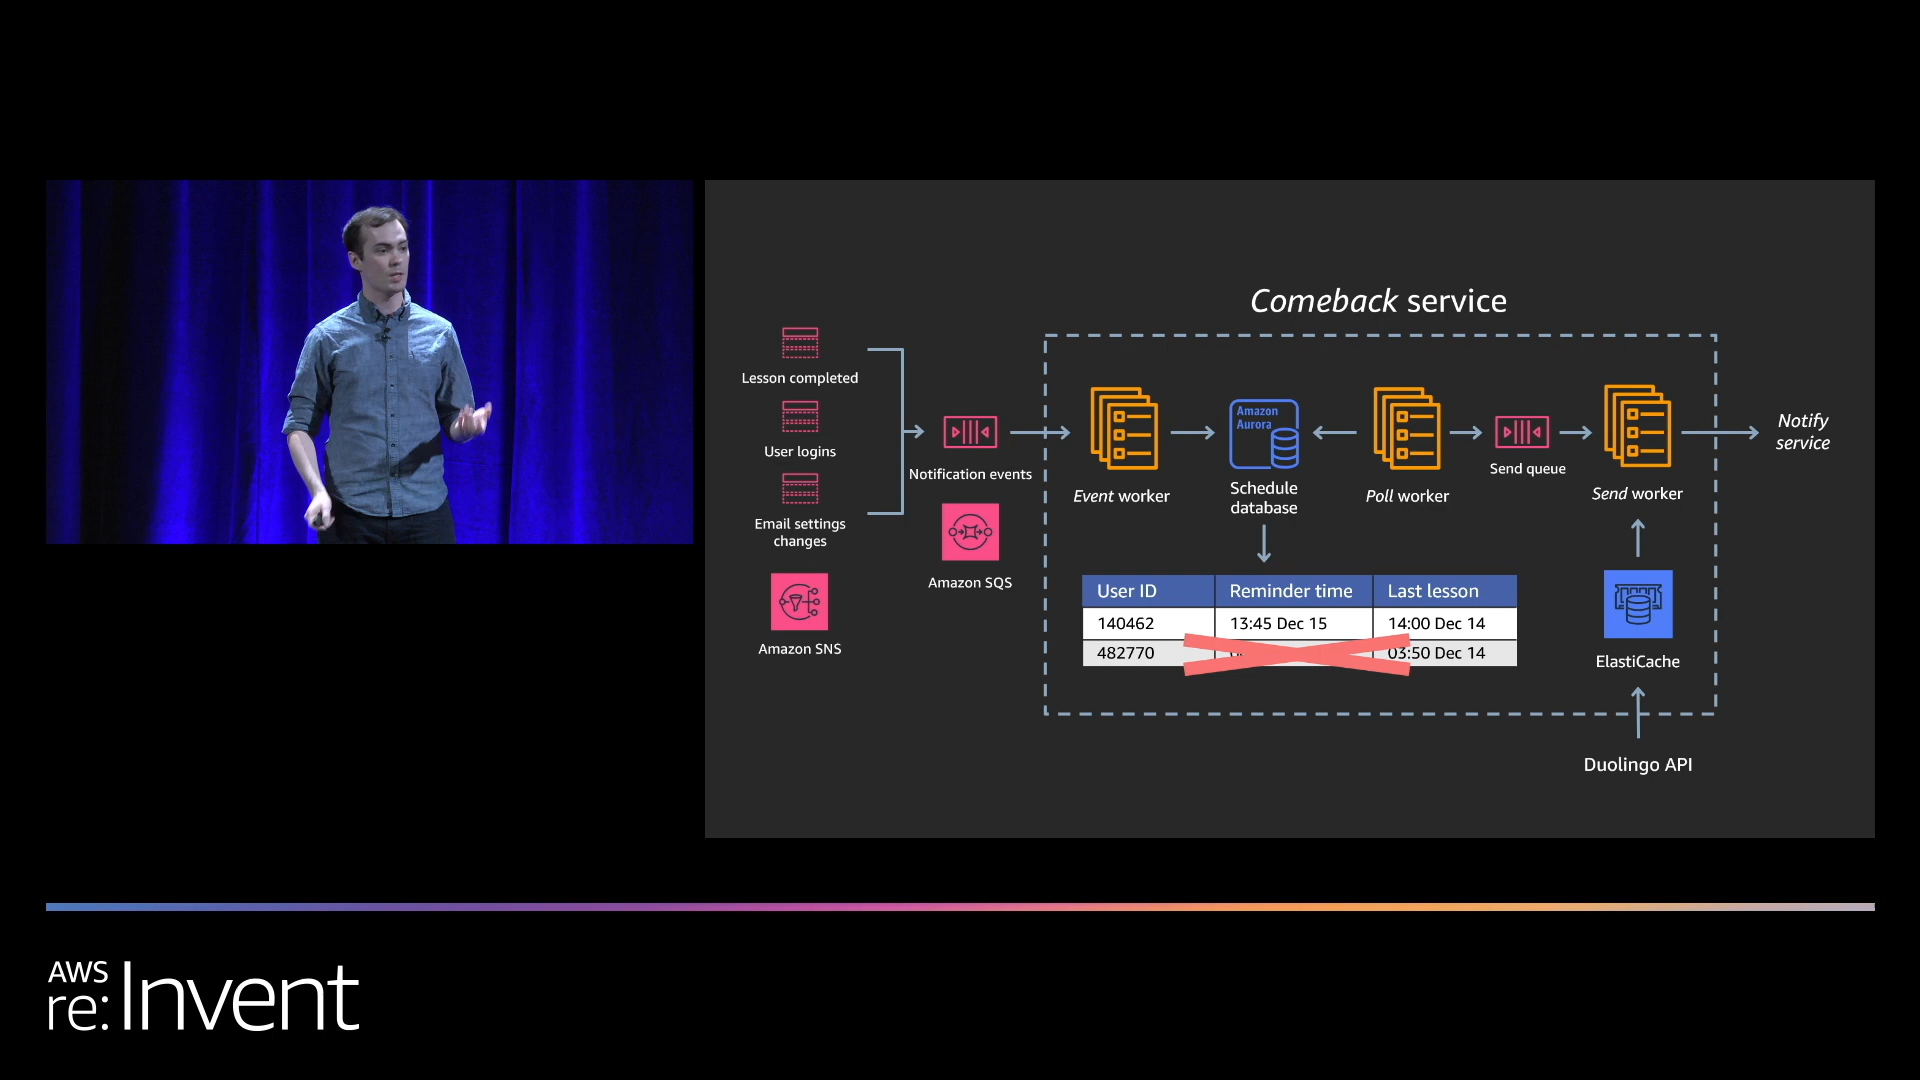 Comeback service
Lesson completed
User logins
Email settings
changes
Amazon SNS
Notification events
Amazon SQS
Event worker
Amazon
Aurora
Schedule
database
Poll worker
Send queue
Send worker
Notify
service
User ID Reminder time Last lesson
140462 13:45 Dec 15 14:00 Dec 14
482770 03:50 Dec 14
ElastiCache
Duolingo API
AWS
re:Invent